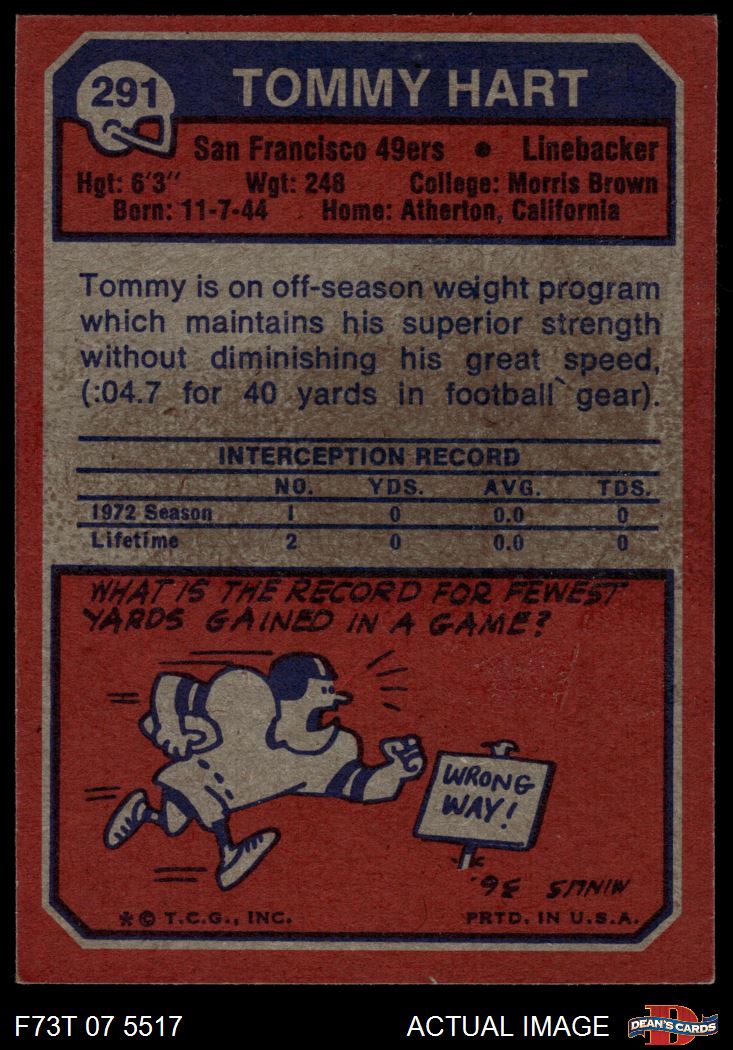 291
TOMMY HART
San Francisco 49ers • Linebacker
Hgt: 6'3" Wgt: 248 College: Morris Brown
Born: 11-7-44 Home: Atherton, California
Tommy is on off-season weight program
which maintains his superior strength
without diminishing his great speed,
(:04.7 for 40 yards in football gear).
INTERCEPTION RECORD
NO. YDS. AVG. TDS.
1972 Season 1 0 0.0 0
Lifetime 2 0 0.0 0
WHAT IS THE RECORD FOR FEWEST
YARDS GAINED IN A GAME?
WRONG
WAY!
MINUS 36.
* © T.C.G., INC. PRTD. IN U.S.A.
F73T 07 5517 ACTUAL IMAGE
D
DEAN'S CARDS